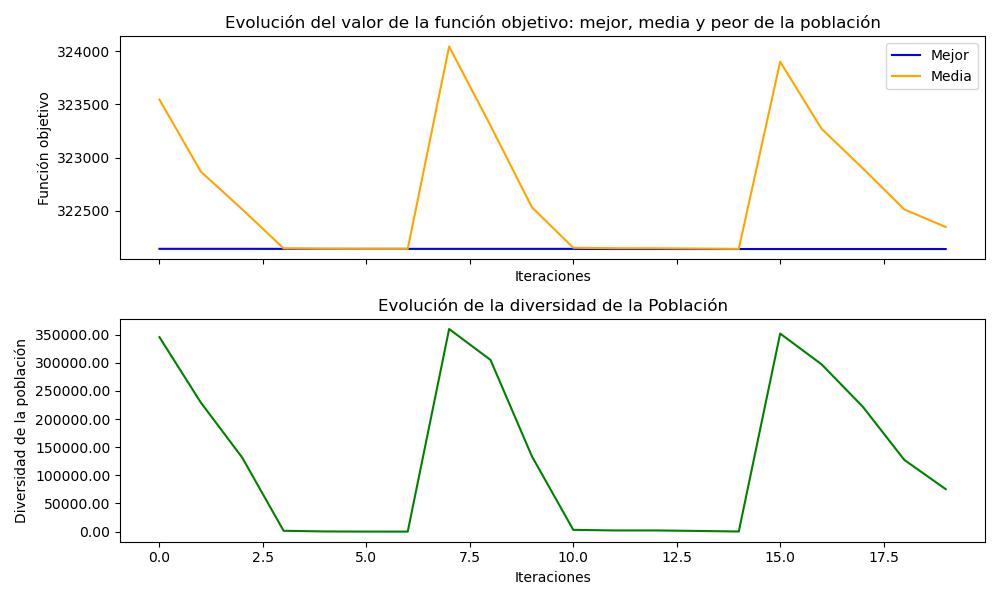 Evolución del valor de la función objetivo: mejor, media y peor de la población
Función objetivo
324000
323500
323000
322500
Mejor
Media
Iteraciones
Evolución de la diversidad de la Población
Diversidad de la población
350000.00
300000.00
250000.00
200000.00
150000.00
100000.00
50000.00
0.00
0.0 2.5 5.0 7.5 10.0 12.5 15.0 17.5
Iteraciones